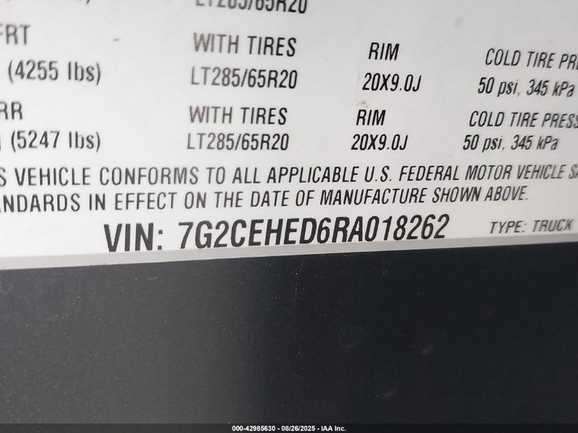 LT285/65R20
FRT WITH TIRES RIM COLD TIRE PRE
(4255 lbs) LT285/65R20 20X9.0J 50 psi, 345 kPa
RR WITH TIRES RIM COLD TIRE PRESS
(5247 lbs) LT285/65R20 20X9.0J 50 psi, 345 kPa
S VEHICLE CONFORMS TO ALL APPLICABLE U.S. FEDERAL MOTOR VEHICLE SA
ANDARDS IN EFFECT ON THE DATE OF MANUFACTURE SHOWN ABOVE.
VIN: 7G2CEHED6RA018262 TYPE: TRUCK
000-42985630 - 08/26/2025 - IAA Inc.